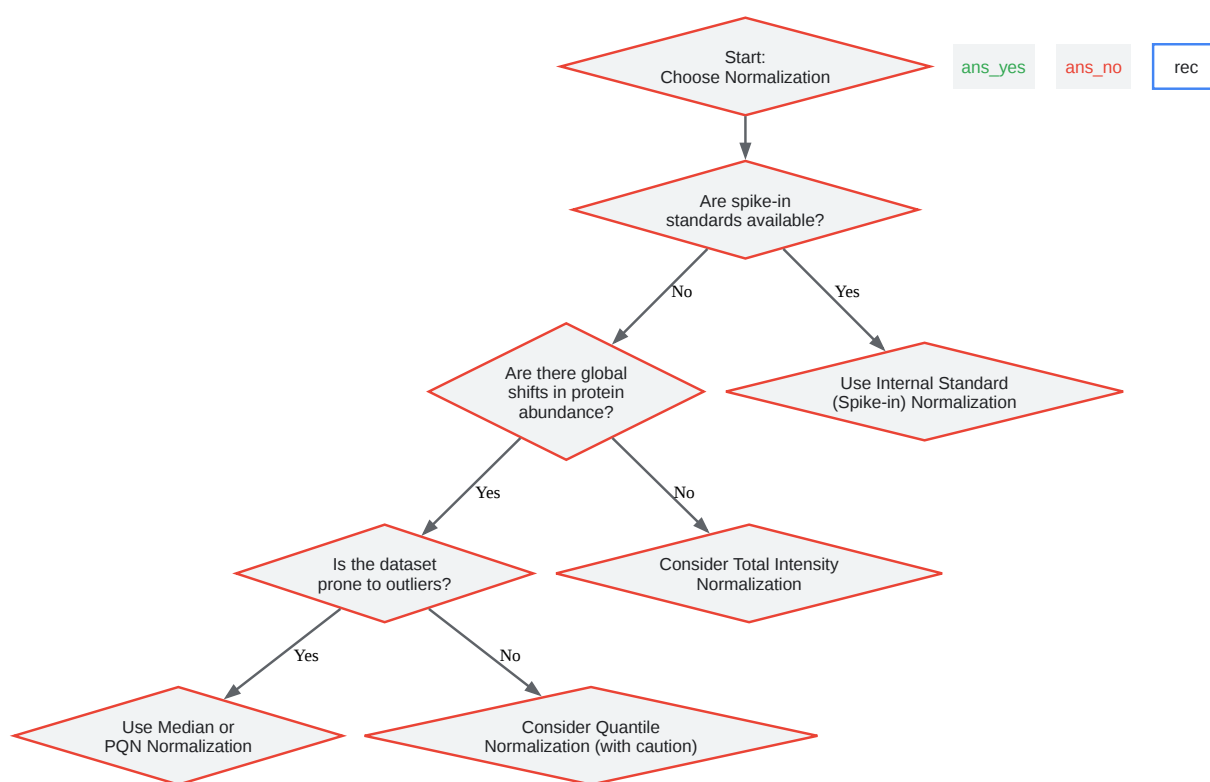 Start:
Choose Normalization
ans_yes
ans_no
rec
Are spike-in
standards available?
No
Yes
Are there global
shifts in protein
abundance?
Use Internal Standard
(Spike-in) Normalization
Yes
No
Is the dataset
prone to outliers?
Consider Total Intensity
Normalization
Yes
No
Use Median or
PQN Normalization
Consider Quantile
Normalization (with caution)